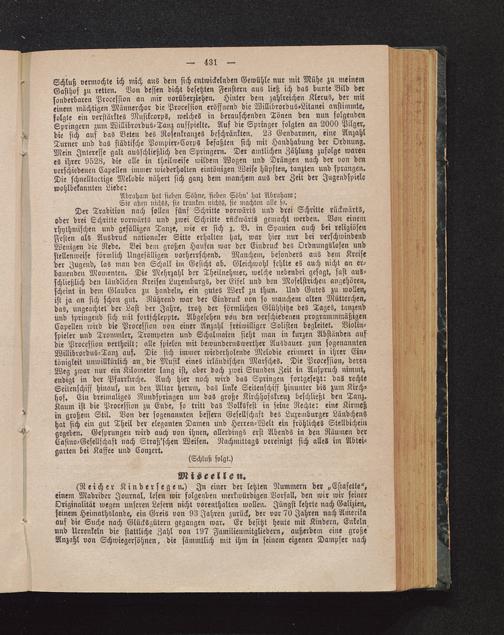 — 431 —
Schluß vermochte ich mich aus dem sich entwickelnden Gewühle nur mit Mühe zu meinem
Gasthof zu retten. Von dessen dicht besetzten Fenstern aus ließ ich das bunte Bild der
sonderbaren Procession an mir vorüberziehen. Hinter dem zahlreichen Klerus, der mit
einem mächtigen Männerchor die Procession eröffnend die Willibrordus-Litanei anstimmte,
folgte ein verstärktes Musikcorps, welches in berauschenden Tönen den nun folgenden
Springern zum Willibrordus-Tanz aufspielte. Auf die Springer folgten an 2000 Pilger,
die sich auf das Beten des Rosenkranzes beschränkten. 23 Gendarmen, eine Anzahl
Turner und das städtische Pompier-Corps befaßten sich mit Handhabung der Ordnung.
Mein Interesse galt ausschließlich den Springern. Der amtlichen Zählung zufolge waren
es ihrer 9528, die alle in theilweise wildem Wogen und Drängen nach der von den
verschiedenen Capellen immer wiederholten eintönigen Weise hüpften, tanzten und sprangen.
Die schnelltactige Melodie nähert sich ganz dem manchem aus der Zeit der Jugendspiele
wohlbekannten Liede:
Abraham hat sieben Söhne, sieben Söhn' hat Abraham;
Sie aßen nichts, sie tranken nichts, sie machten alle so.
Der Tradition nach sollen fünf Schritte vorwärts und drei Schritte rückwärts,
oder drei Schritte vorwärts und zwei Schritte rückwärts gemacht werden. Von einem
rhythmischen und gefälligen Tanze, wie er sich z. B. in Spanien auch bei religiösen
Festen als Ausdruck nationaler Sitte erhalten hat, war hier nur bei verschwindend
Wenigen die Rede. Bei dem großen Haufen war der Eindruck des Ordnungslosen und
stellenweise förmlich Ungefälligen vorherrschend. Manchem, besonders aus dem Kreise
der Jugend, las man den Schall im Gesicht ab. Gleichwohl fehlte es auch nicht an er-
bauenden Momenten. Die Mehrzahl der Theilnehmer, welche nebenbei gesagt, fast aus-
schließlich den ländlichen Kreisen Luxemburgs, der Eifel und den Moselstrichen angehören,
scheint in dem Glauben zu handeln, ein gutes Werk zu thun. Und Gutes zu wollen,
ist ja an sich schon gut. Rührend war der Eindruck von so manchem alten Mütterchen,
das, ungeachtet der Last der Jahre, trotz der förmlichen Glühhitze des Tages, tanzend
und springend sich mit fortschleppte. Abgesehen von den verschiedenen programmmäßigen
Capellen wird die Procession von einer Anzahl freiwilliger Solisten begleitet. Violin-
spieler und Trommler, Trompeten und Schalmaien sieht man in kurzen Abständen auf
die Procession vertheilt; alle spielen mit bewundernswerther Ausdauer zum sogenannten
Willibrordus-Tanz auf. Die sich immer wiederholende Melodie erinnert in ihrer Ein-
tönigkeit unwillkürlich an die Musik eines irländischen Marsches. Die Procession, deren
Weg zwar nur ein Kilometer lang ist, aber doch zwei Stunden Zeit in Anspruch nimmt,
endigt in der Pfarrkirche. Auch hier noch wird das Springen fortgesetzt: das rechte
Seitenschiff hinauf, um den Altar herum, das linke Seitenschiff hinunter bis zum Kirch-
hof. Ein dreimaliges Rundspringen um das große Kirchhofskreuz beschließt den Tanz.
Kaum ist die Procession zu Ende, so tritt das Volksfest in seine Rechte: eine Kirmeß
in großem Stil. Von der sogenannten bessern Gesellschaft des Luxemburger Ländchens
hat sich ein gut Theil der eleganten Damen und Herren-Welt ein fröhliches Stelldichein
gegeben. Gesprungen wird auch von ihnen, allerdings erst Abends in den Räumen der
Casino-Gesellschaft nach Strauß'schen Weisen. Nachmittags vereinigt sich alles in Abtei-
garten bei Kaffee und Conzert.
(Schluß folgt.)
Miscellen.
(Reicher Kindersegen.) In einer der letzten Nummern der „Estafette“,
einem Madrider Journal, lesen wir folgenden merkwürdigen Vorfall, den wir wir seiner
Originalität wegen unseren Lesern nicht vorenthalten wollen. Jüngst kehrte nach Galizien,
seinem Heimathslande, ein Greis von 93 Jahren zurück, der vor 70 Jahren nach Amerika
auf die Suche nach Glücksgütern gegangen war. Er besitzt heute mit Kindern, Enkeln
und Urenkeln die stattliche Zahl von 197 Familienmitgliedern, außerdem eine große
Anzahl von Schwiegersöhnen, die sämmtlich mit ihm in seinem eigenen Dampfer nach